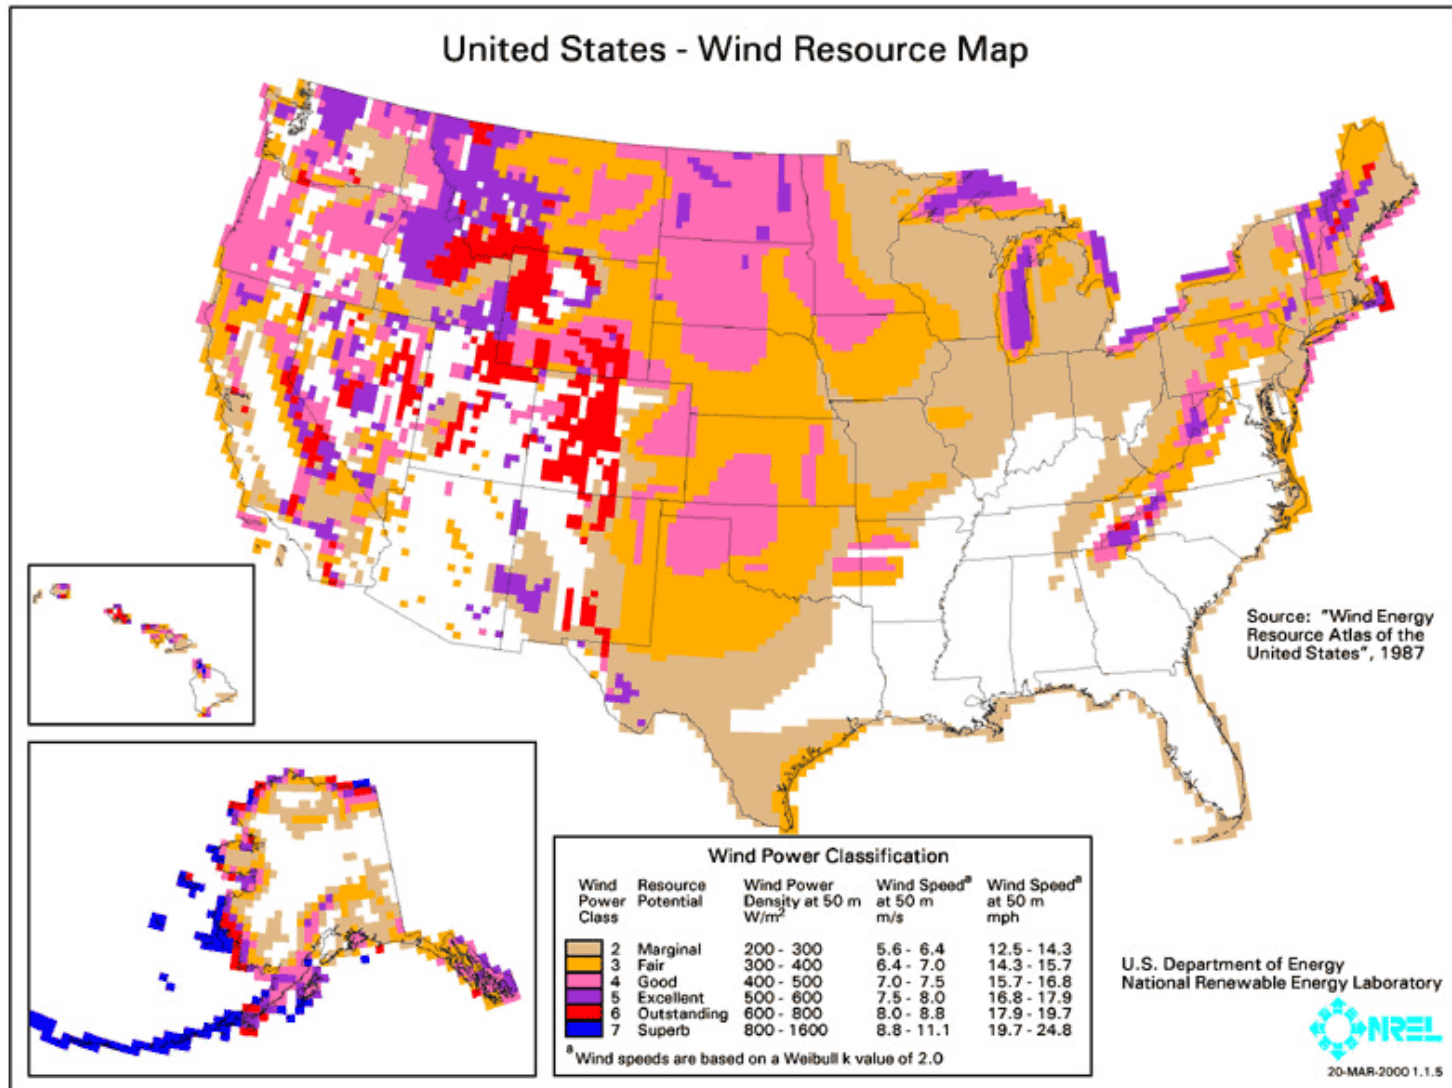 United States - Wind Resource Map
Source: "Wind Energy
Resource Atlas of the
United States", 1987
Wind Power Classification
Wind Power Class Resource Potential Wind Power Density at 50 m W/m² Wind Speedᵃ at 50 m m/s Wind Speedᵃ at 50 m mph
2 Marginal 200 - 300 5.6 - 6.4 12.5 - 14.3
3 Fair 300 - 400 6.4 - 7.0 14.3 - 15.7
4 Good 400 - 500 7.0 - 7.5 15.7 - 16.8
5 Excellent 500 - 600 7.5 - 8.0 16.8 - 17.9
6 Outstanding 600 - 800 8.0 - 8.8 17.9 - 19.7
7 Superb 800 - 1600 8.8 - 11.1 19.7 - 24.8
ᵃ Wind speeds are based on a Weibull k value of 2.0
U.S. Department of Energy
National Renewable Energy Laboratory
NREL
20-MAR-2000 1.1.5